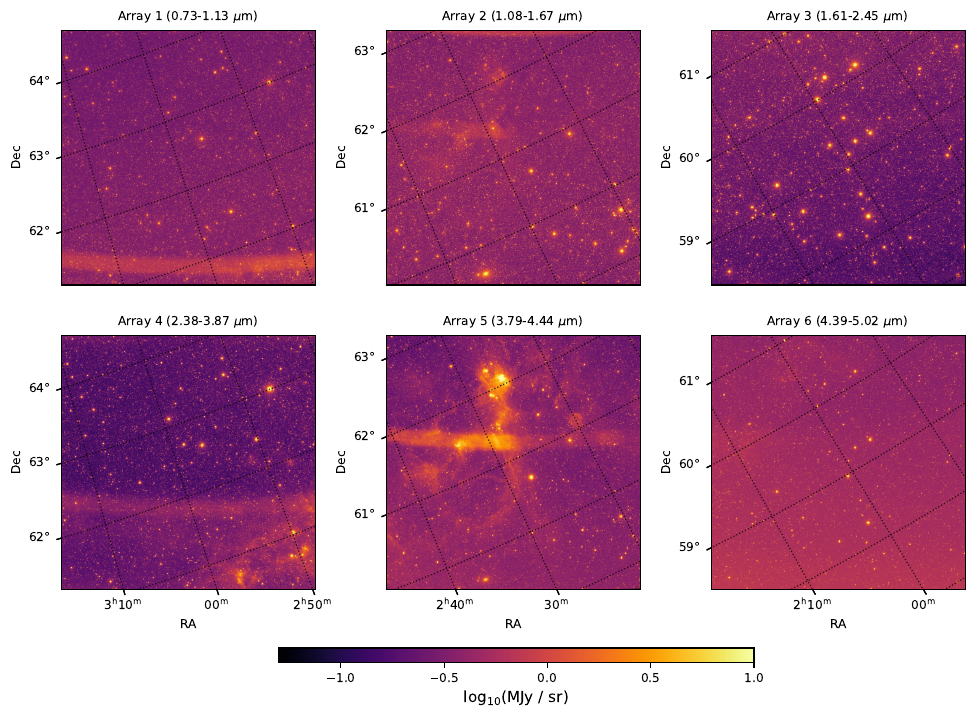 Array 1 (0.73-1.13 μm)
Array 2 (1.08-1.67 μm)
Array 3 (1.61-2.45 μm)
Dec
64°
63°
62°
Dec
63°
62°
61°
Dec
61°
60°
59°
Array 4 (2.38-3.87 μm)
Array 5 (3.79-4.44 μm)
Array 6 (4.39-5.02 μm)
Dec
64°
63°
62°
Dec
63°
62°
61°
Dec
61°
60°
59°
3ʰ10ᵐ 00ᵐ 2ʰ50ᵐ
2ʰ40ᵐ 30ᵐ
2ʰ10ᵐ 00ᵐ
RA
RA
RA
−1.0 −0.5 0.0 0.5 1.0
log₁₀(MJy / sr)